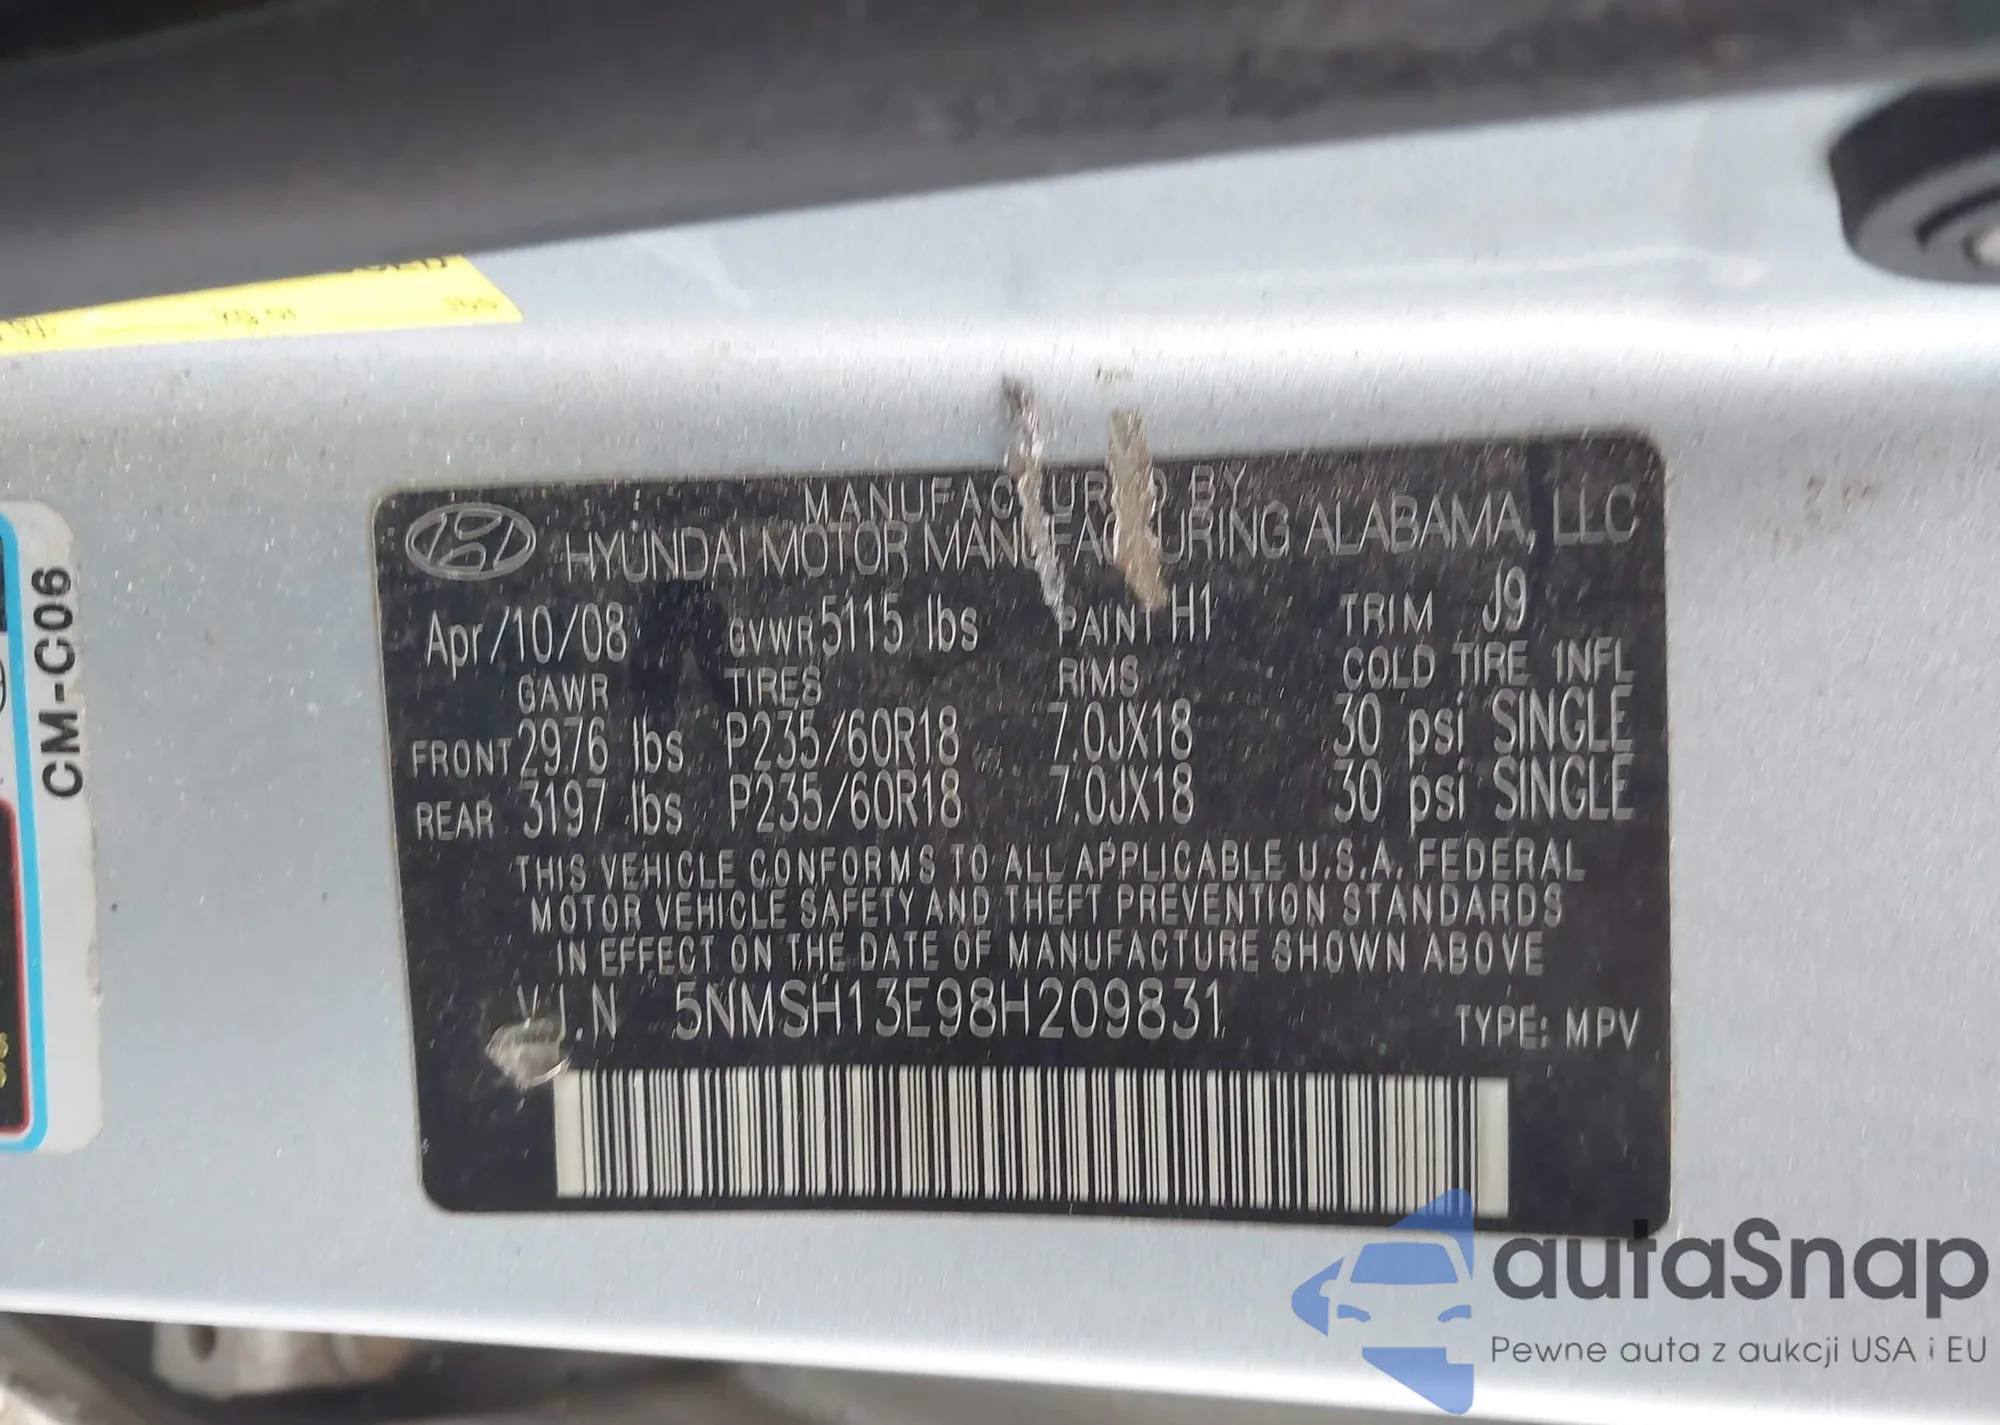 kg or lbs
CM-C06
MANUFACTURED BY
HYUNDAI MOTOR MANUFACTURING ALABAMA, LLC
Apr/10/08 GVWR 5115 lbs PAINT H1 TRIM J9
GAWR TIRES RIMS COLD TIRE INFL
FRONT 2976 lbs P235/60R18 7.0JX18 30 psi SINGLE
REAR 3197 lbs P235/60R18 7.0JX18 30 psi SINGLE
THIS VEHICLE CONFORMS TO ALL APPLICABLE U.S.A. FEDERAL
MOTOR VEHICLE SAFETY AND THEFT PREVENTION STANDARDS
IN EFFECT ON THE DATE OF MANUFACTURE SHOWN ABOVE
V.I.N 5NMSH13E98H209831 TYPE: MPV
autaSnap
Pewne auta z aukcji USA i EU